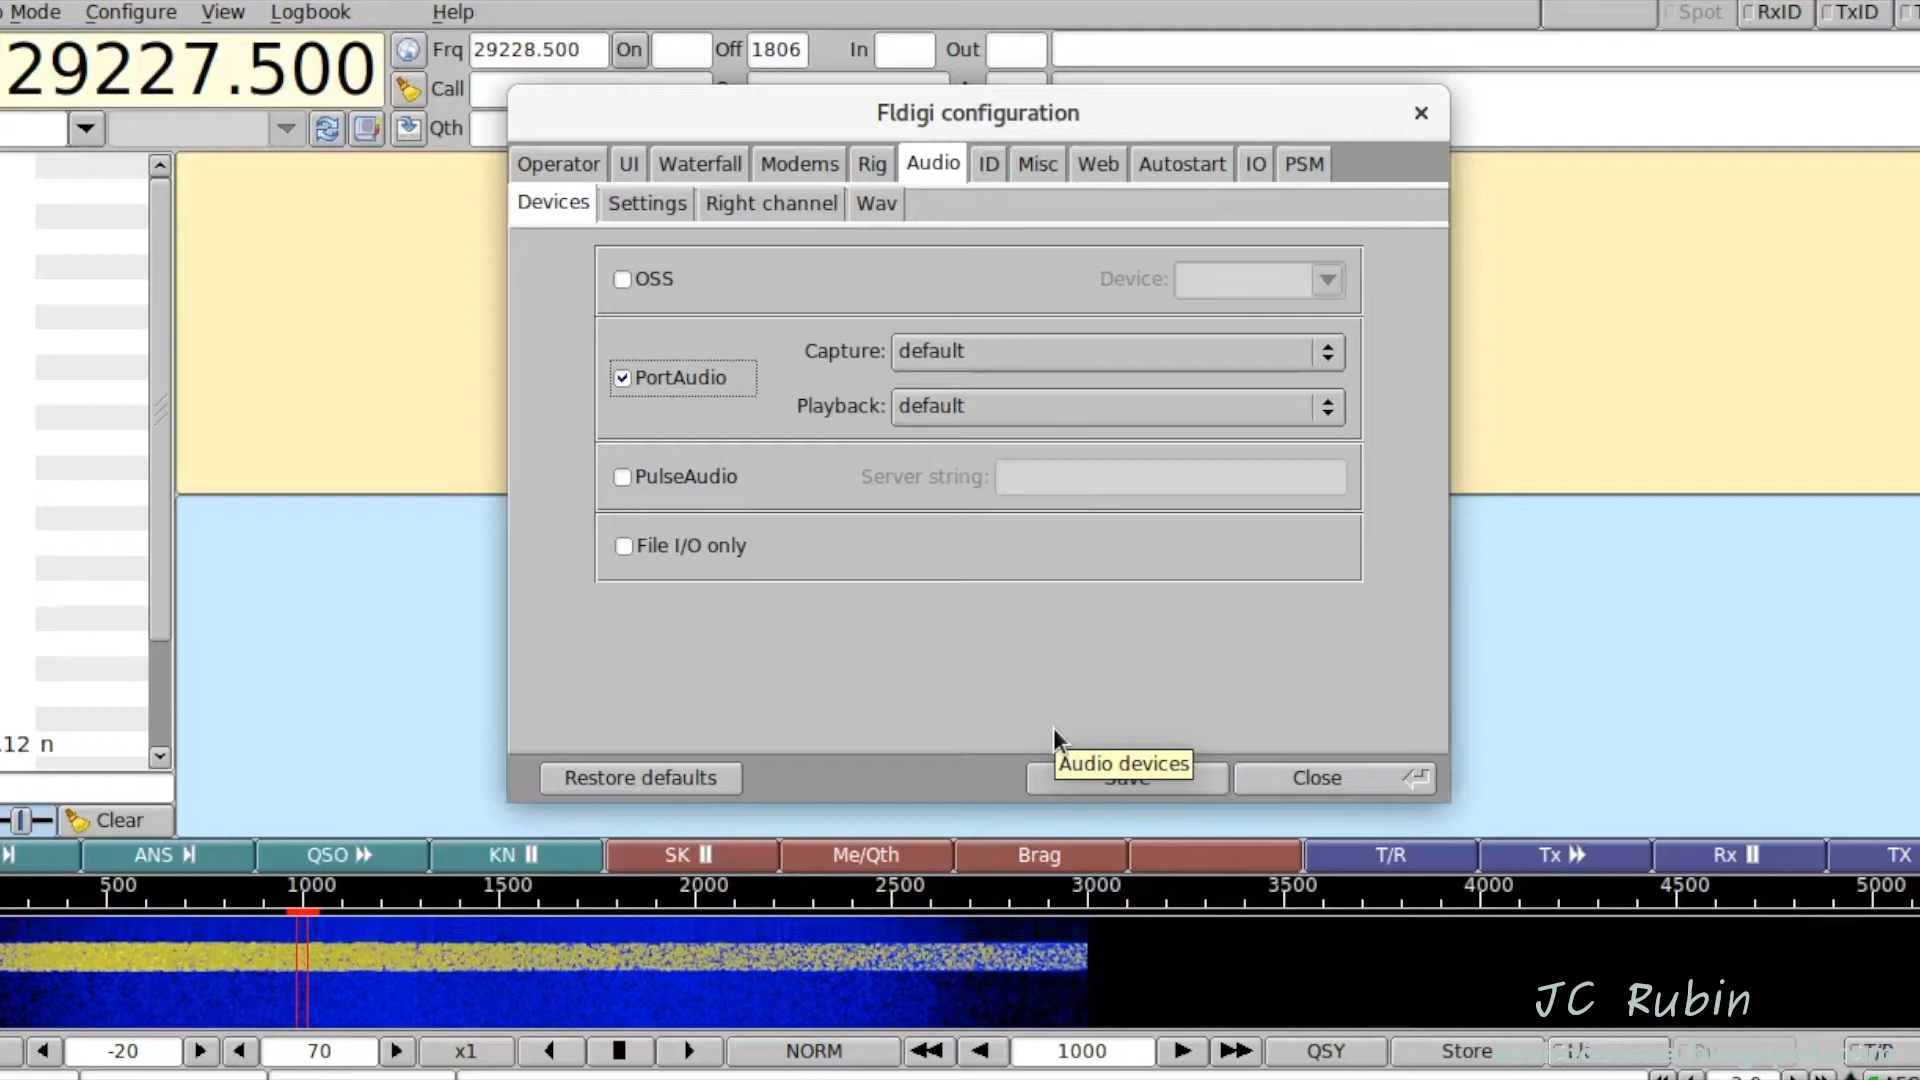 Mode Configure View Logbook Help Spot RxID TxID
29227.500 Frq 29228.500 On Off 1806 In Out
Call
Qth
Fldigi configuration
Operator UI Waterfall Modems Rig Audio ID Misc Web Autostart IO PSM
Devices Settings Right channel Wav
OSS Device:
Capture: default
PortAudio
Playback: default
PulseAudio Server string:
File I/O only
.12 n
Audio devices
Restore defaults Save Close
Clear
ANS QSO KN SK Me/Qth Brag T/R Tx Rx TX
500 1000 1500 2000 2500 3000 3500 4000 4500 5000
JC Rubin
-20 70 x1 NORM 1000 QSY Store Lk T/R